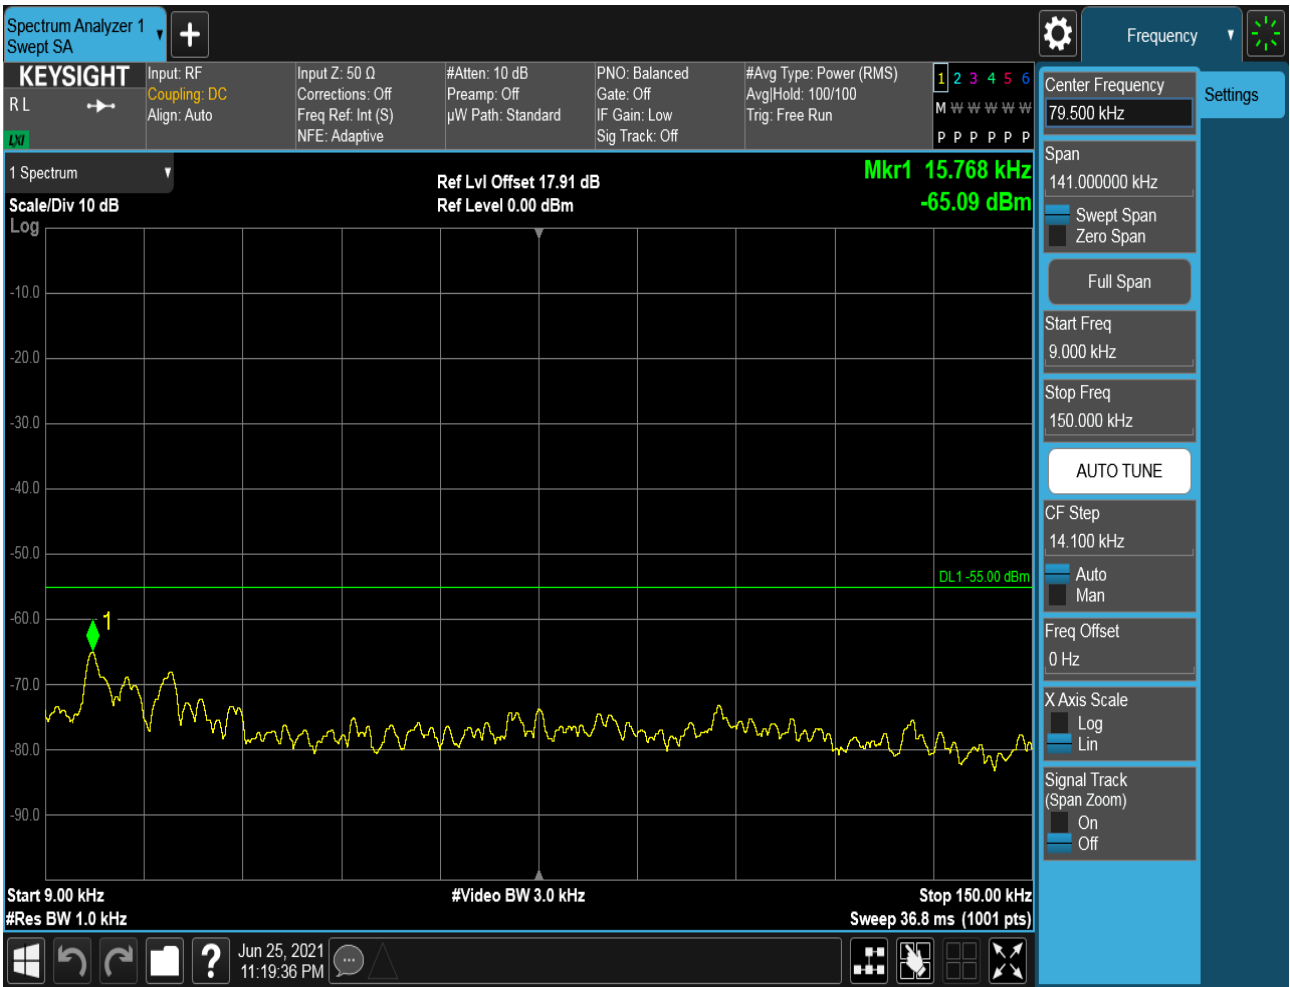 Spectrum Analyzer 1
Swept SA
Frequency
KEYSIGHT
R L
LXI
Input: RF
Coupling: DC
Align: Auto
Input Z: 50 Ω
Corrections: Off
Freq Ref: Int (S)
NFE: Adaptive
#Atten: 10 dB
Preamp: Off
µW Path: Standard
PNO: Balanced
Gate: Off
IF Gain: Low
Sig Track: Off
#Avg Type: Power (RMS)
Avg|Hold: 100/100
Trig: Free Run
1 2 3 4 5 6
M W W W W W
P P P P P P
1 Spectrum
Scale/Div 10 dB
Log
Ref Lvl Offset 17.91 dB
Ref Level 0.00 dBm
Mkr1 15.768 kHz
-65.09 dBm
-10.0
-20.0
-30.0
-40.0
-50.0
DL1 -55.00 dBm
-60.0
1
-70.0
-80.0
-90.0
Start 9.00 kHz
#Video BW 3.0 kHz
Stop 150.00 kHz
#Res BW 1.0 kHz
Sweep 36.8 ms (1001 pts)
Jun 25, 2021
11:19:36 PM
Center Frequency
79.500 kHz
Settings
Span
141.000000 kHz
Swept Span
Zero Span
Full Span
Start Freq
9.000 kHz
Stop Freq
150.000 kHz
AUTO TUNE
CF Step
14.100 kHz
Auto
Man
Freq Offset
0 Hz
X Axis Scale
Log
Lin
Signal Track
(Span Zoom)
On
Off